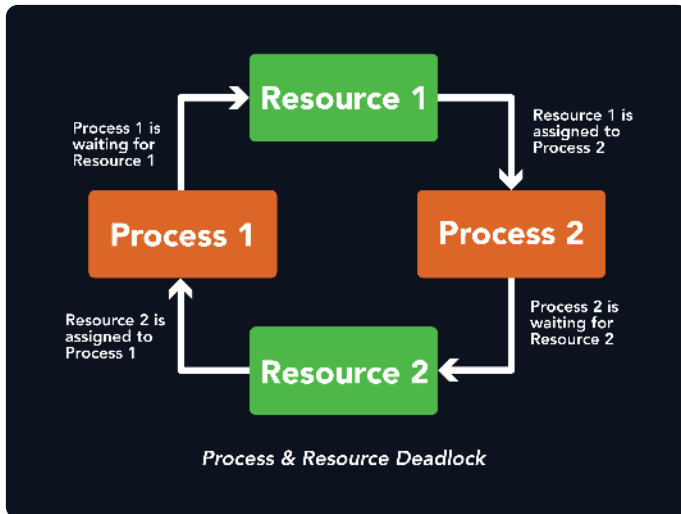 Resource 1
Process 1 is
waiting for
Resource 1
Resource 1 is
assigned to
Process 2
Process 1
Process 2
Resource 2 is
assigned to
Process 1
Process 2 is
waiting for
Resource 2
Resource 2
Process & Resource Deadlock